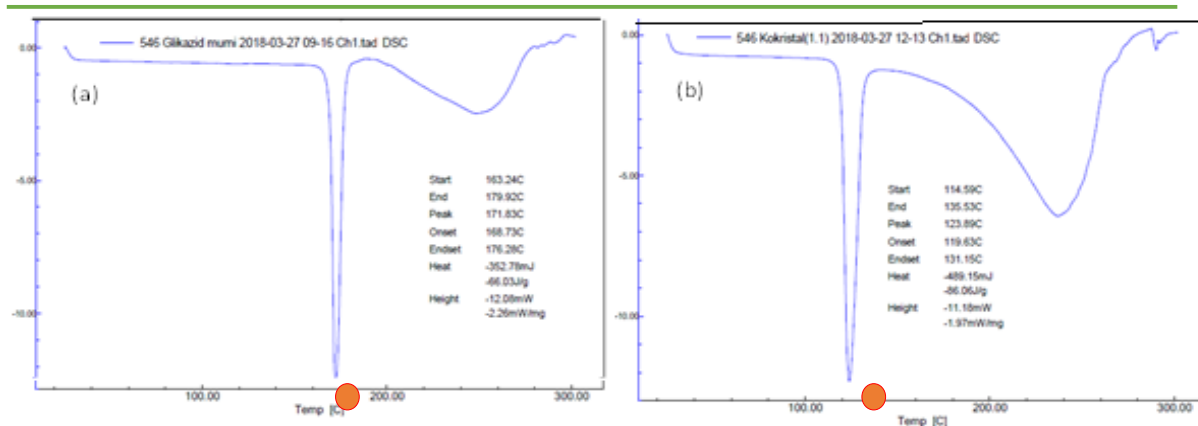 546 Glikazid murni 2018-03-27 09-16 Ch1.tad DSC
(a)
0.00
-5.00
-10.00
Start 163.24C
End 179.92C
Peak 171.83C
Onset 168.73C
Endset 176.28C
Heat -352.78mJ
-66.03J/g
Height -12.08mW
-2.26mW/mg
100.00 200.00 300.00
Temp [C]
546 Kokristal(1.1) 2018-03-27 12-13 Ch1.tad DSC
(b)
0.00
-5.00
-10.00
Start 114.59C
End 135.53C
Peak 123.89C
Onset 119.63C
Endset 131.15C
Heat -489.15mJ
-86.06J/g
Height -11.18mW
-1.97mW/mg
100.00 200.00 300.00
Temp [C]